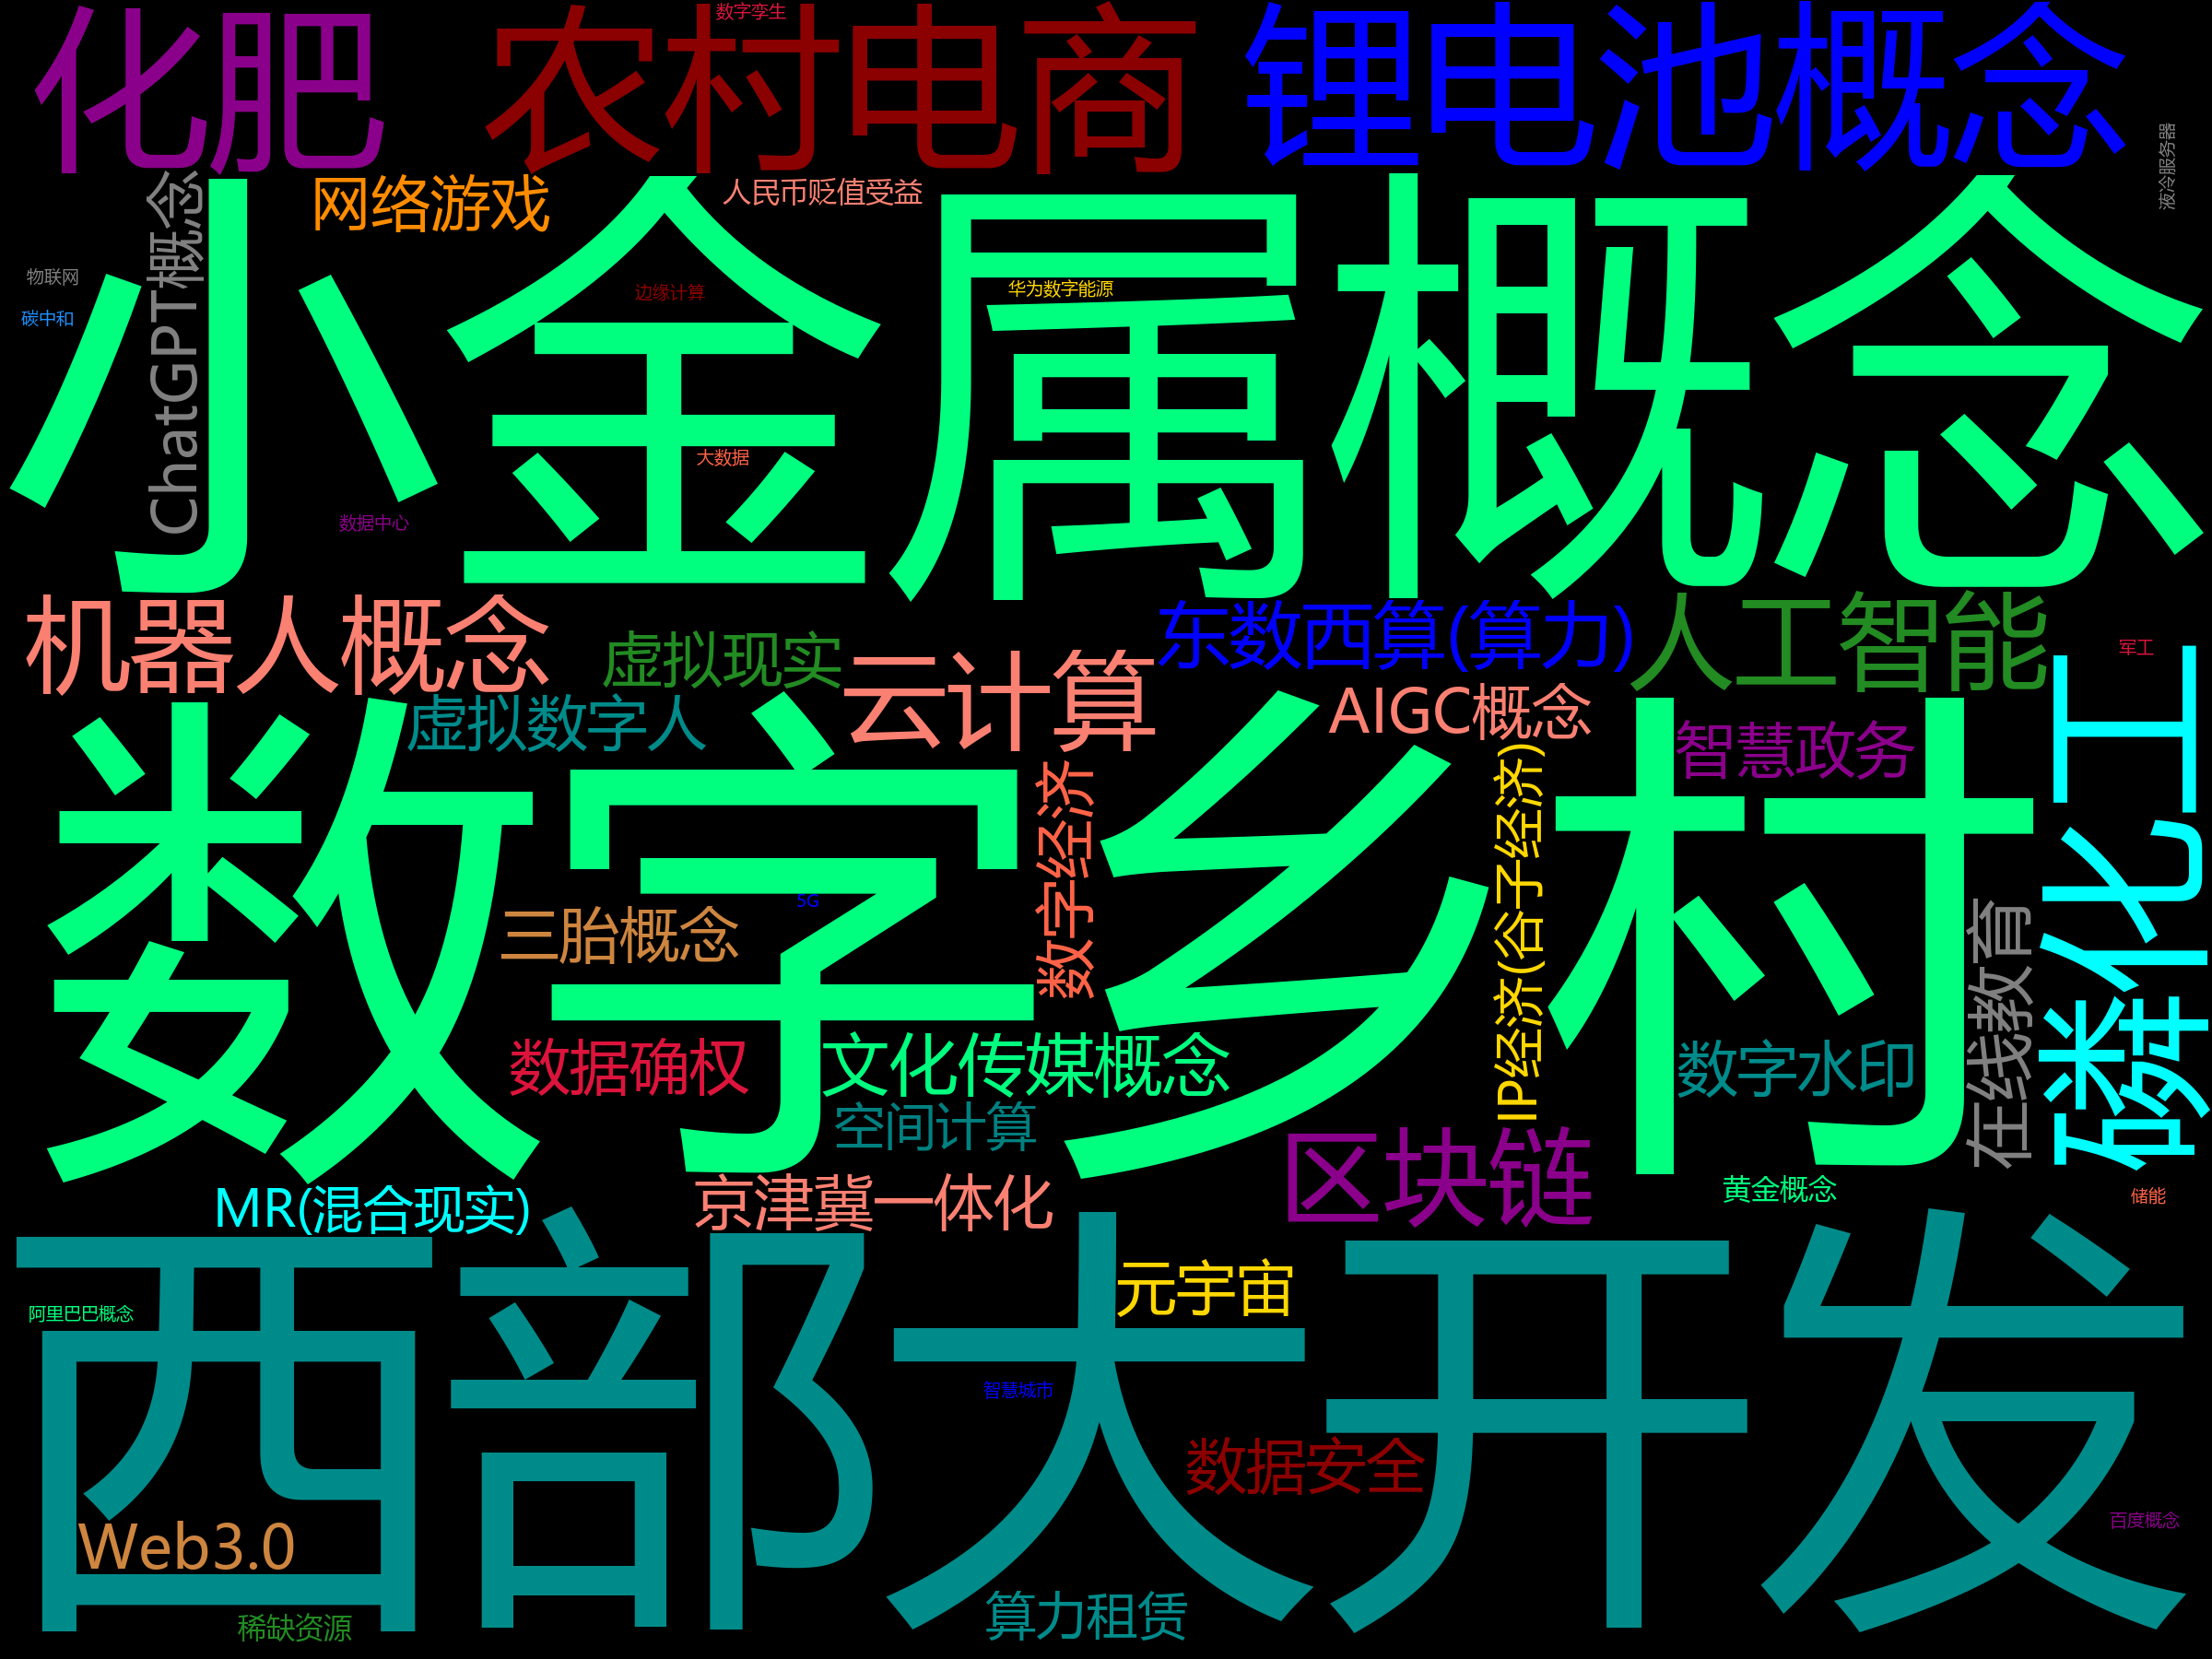 数字孪生
化肥
农村电商
锂电池概念
液冷服务器
网络游戏
人民币贬值受益
ChatGPT概念
小金属概念
物联网
碳中和
边缘计算
华为数字能源
大数据
数据中心
机器人概念
虚拟现实
云计算
东数西算(算力)
人工智能
军工
虚拟数字人
AIGC概念
智慧政务
数字乡村
数字经济
IP经济(谷子经济)
磷化工
5G
三胎概念
在线教育
数据确权
文化传媒概念
数字水印
空间计算
区块链
MR(混合现实)
京津冀一体化
黄金概念
储能
西部大开发
元宇宙
阿里巴巴概念
智慧城市
数据安全
Web3.0
百度概念
算力租赁
稀缺资源